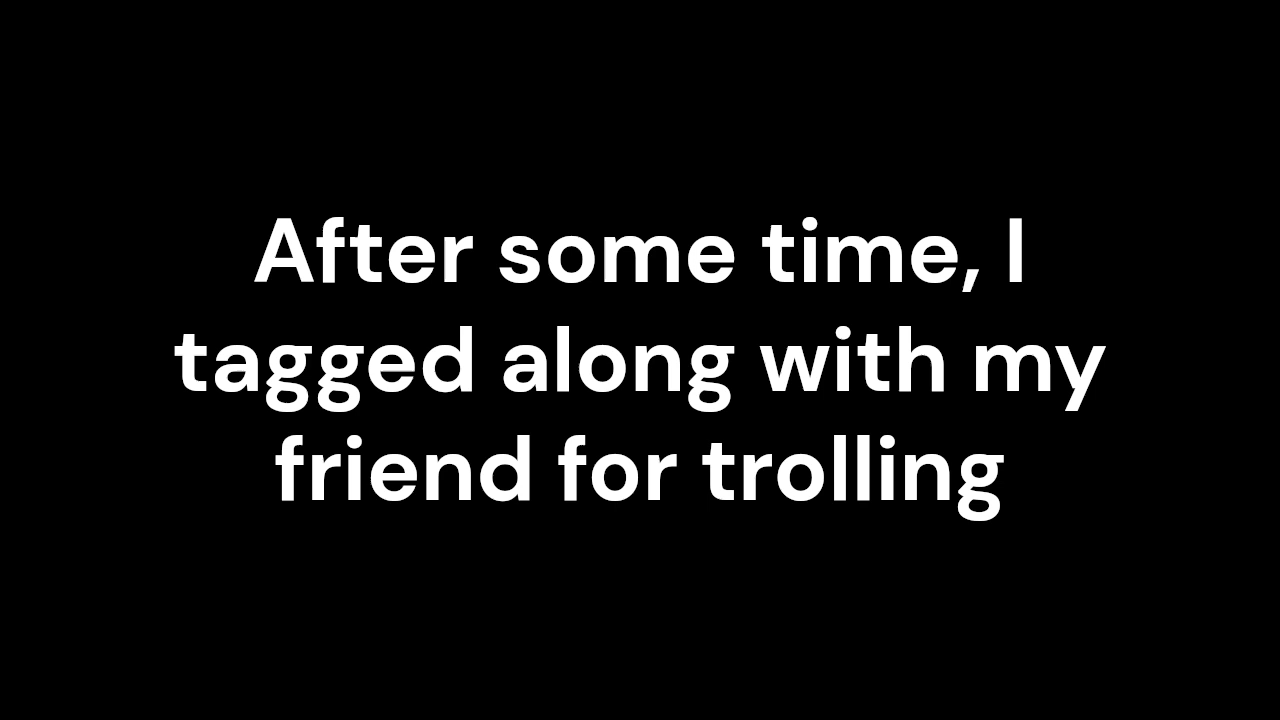 After some time, I
tagged along with my
friend for trolling